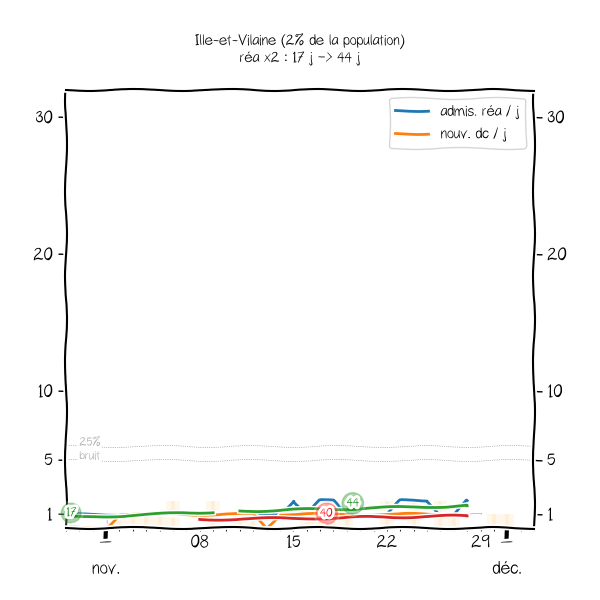 Ille-et-Vilaine (2% de la population)
réa x2 : 17 j -> 44 j
admis. réa / j
nouv. dc / j
30
30
20
20
10
10
25%
bruit
5
5
17
44
40
1
1
08
15
22
29
nov.
déc.